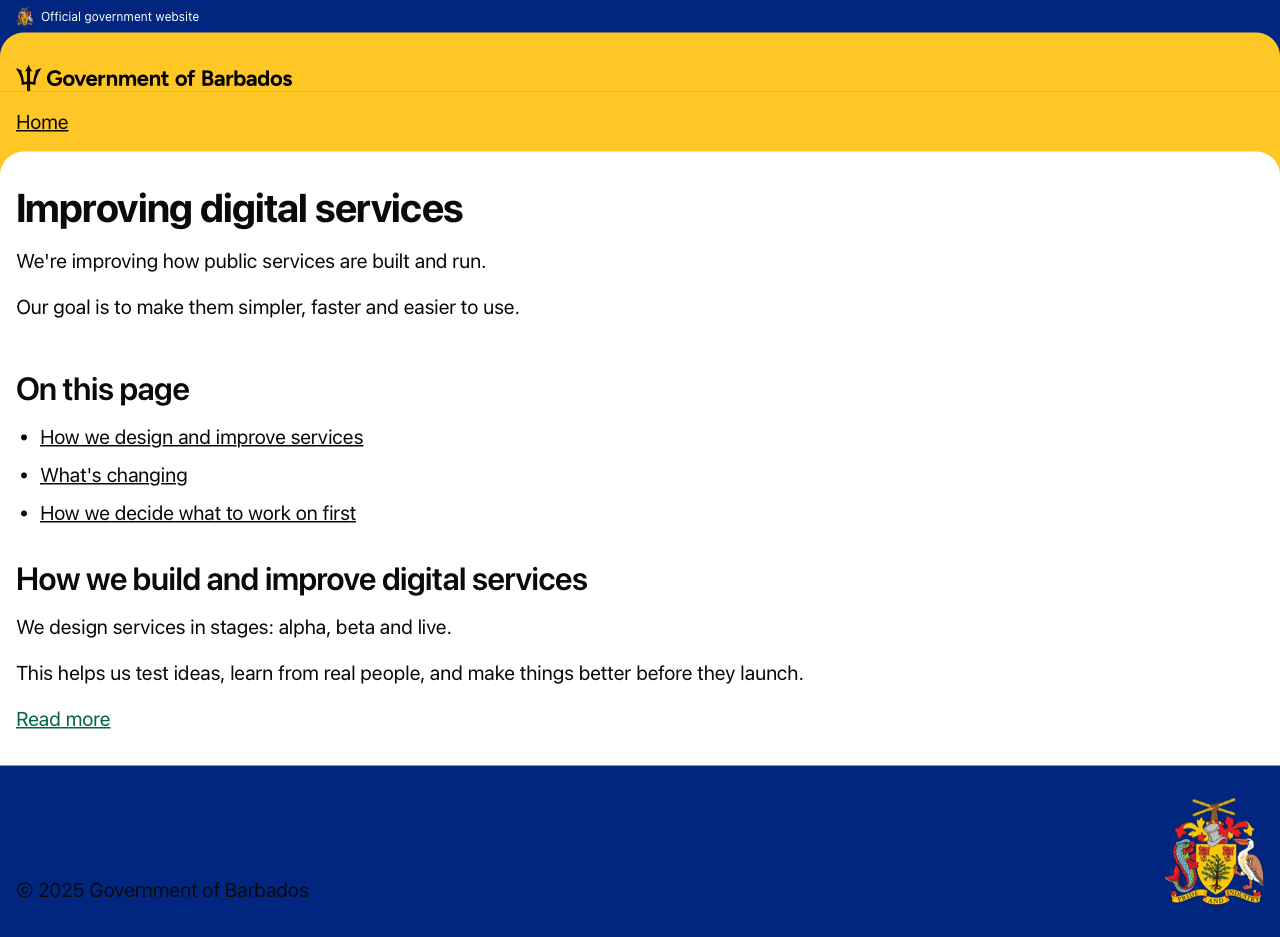 Official government website
Government of Barbados
Home
Improving digital services
We're improving how public services are built and run.
Our goal is to make them simpler, faster and easier to use.
On this page
• How we design and improve services
• What's changing
• How we decide what to work on first
How we build and improve digital services
We design services in stages: alpha, beta and live.
This helps us test ideas, learn from real people, and make things better before they launch.
Read more
PRIDE AND INDUSTRY
© 2025 Government of Barbados